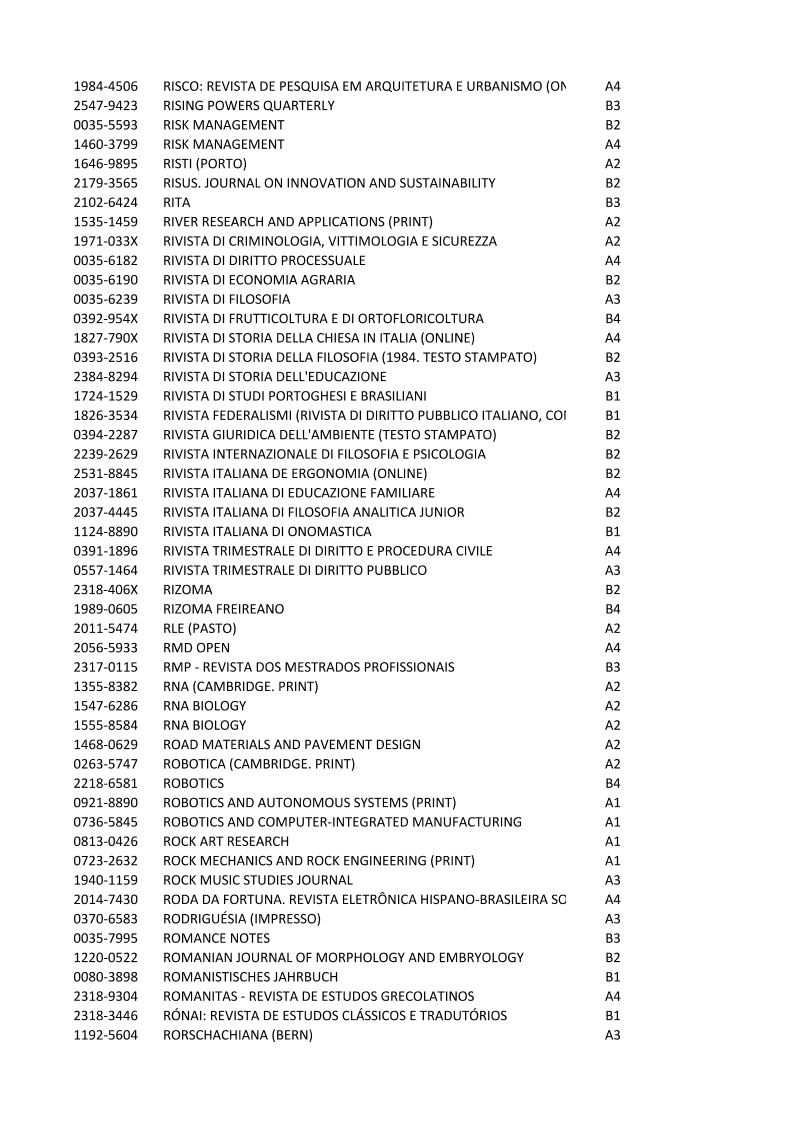 1984-4506 RISCO: REVISTA DE PESQUISA EM ARQUITETURA E URBANISMO (ON A4
2547-9423 RISING POWERS QUARTERLY B3
0035-5593 RISK MANAGEMENT B2
1460-3799 RISK MANAGEMENT A4
1646-9895 RISTI (PORTO) A2
2179-3565 RISUS. JOURNAL ON INNOVATION AND SUSTAINABILITY B2
2102-6424 RITA B3
1535-1459 RIVER RESEARCH AND APPLICATIONS (PRINT) A2
1971-033X RIVISTA DI CRIMINOLOGIA, VITTIMOLOGIA E SICUREZZA A2
0035-6182 RIVISTA DI DIRITTO PROCESSUALE A4
0035-6190 RIVISTA DI ECONOMIA AGRARIA B2
0035-6239 RIVISTA DI FILOSOFIA A3
0392-954X RIVISTA DI FRUTTICOLTURA E DI ORTOFLORICOLTURA B4
1827-790X RIVISTA DI STORIA DELLA CHIESA IN ITALIA (ONLINE) A4
0393-2516 RIVISTA DI STORIA DELLA FILOSOFIA (1984. TESTO STAMPATO) B2
2384-8294 RIVISTA DI STORIA DELL'EDUCAZIONE A3
1724-1529 RIVISTA DI STUDI PORTOGHESI E BRASILIANI B1
1826-3534 RIVISTA FEDERALISMI (RIVISTA DI DIRITTO PUBBLICO ITALIANO, COI B1
0394-2287 RIVISTA GIURIDICA DELL'AMBIENTE (TESTO STAMPATO) B2
2239-2629 RIVISTA INTERNAZIONALE DI FILOSOFIA E PSICOLOGIA B2
2531-8845 RIVISTA ITALIANA DE ERGONOMIA (ONLINE) B2
2037-1861 RIVISTA ITALIANA DI EDUCAZIONE FAMILIARE A4
2037-4445 RIVISTA ITALIANA DI FILOSOFIA ANALITICA JUNIOR B2
1124-8890 RIVISTA ITALIANA DI ONOMASTICA B1
0391-1896 RIVISTA TRIMESTRALE DI DIRITTO E PROCEDURA CIVILE A4
0557-1464 RIVISTA TRIMESTRALE DI DIRITTO PUBBLICO A3
2318-406X RIZOMA B2
1989-0605 RIZOMA FREIREANO B4
2011-5474 RLE (PASTO) A2
2056-5933 RMD OPEN A4
2317-0115 RMP - REVISTA DOS MESTRADOS PROFISSIONAIS B3
1355-8382 RNA (CAMBRIDGE. PRINT) A2
1547-6286 RNA BIOLOGY A2
1555-8584 RNA BIOLOGY A2
1468-0629 ROAD MATERIALS AND PAVEMENT DESIGN A2
0263-5747 ROBOTICA (CAMBRIDGE. PRINT) A2
2218-6581 ROBOTICS B4
0921-8890 ROBOTICS AND AUTONOMOUS SYSTEMS (PRINT) A1
0736-5845 ROBOTICS AND COMPUTER-INTEGRATED MANUFACTURING A1
0813-0426 ROCK ART RESEARCH A1
0723-2632 ROCK MECHANICS AND ROCK ENGINEERING (PRINT) A1
1940-1159 ROCK MUSIC STUDIES JOURNAL A3
2014-7430 RODA DA FORTUNA. REVISTA ELETRÔNICA HISPANO-BRASILEIRA SO A4
0370-6583 RODRIGUÉSIA (IMPRESSO) A3
0035-7995 ROMANCE NOTES B3
1220-0522 ROMANIAN JOURNAL OF MORPHOLOGY AND EMBRYOLOGY B2
0080-3898 ROMANISTISCHES JAHRBUCH B1
2318-9304 ROMANITAS - REVISTA DE ESTUDOS GRECOLATINOS A4
2318-3446 RÓNAI: REVISTA DE ESTUDOS CLÁSSICOS E TRADUTÓRIOS B1
1192-5604 RORSCHACHIANA (BERN) A3